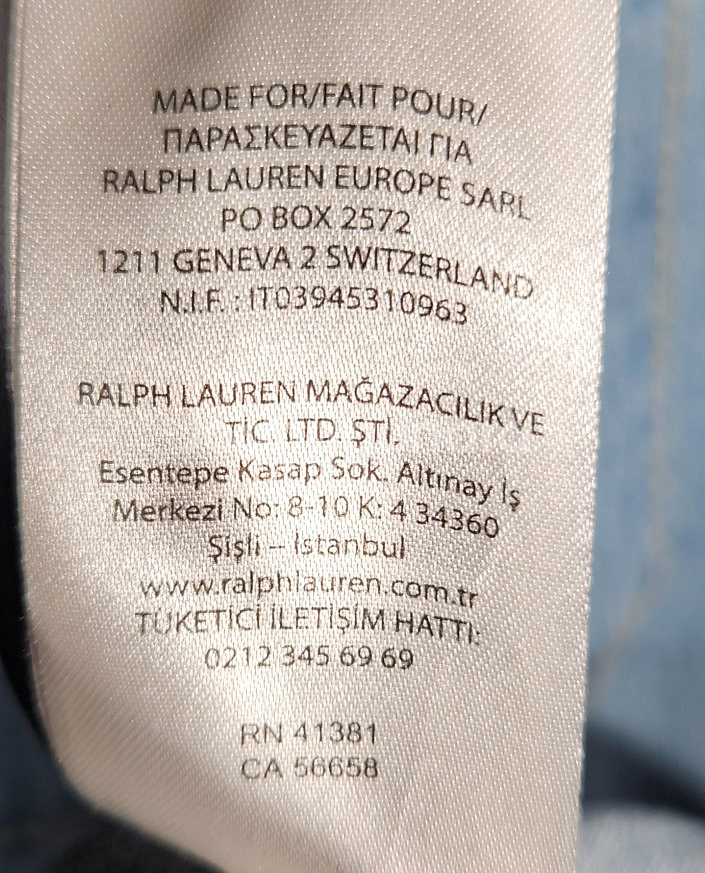 MADE FOR/FAIT POUR/
ΠΑΡΑΣΚΕΥΑΖΕΤΑΙ ΓΙΑ
RALPH LAUREN EUROPE SARL
PO BOX 2572
1211 GENEVA 2 SWITZERLAND
N.I.F. : IT03945310963
RALPH LAUREN MAĞAZACILIK VE
TİC. LTD. ŞTİ.
Esentepe Kasap Sok. Altınay İş
Merkezi No: 8-10 K: 4 34360
Şişli – İstanbul
www.ralphlauren.com.tr
TÜKETİCİ İLETİŞİM HATTI:
0212 345 69 69
RN 41381
CA 56658